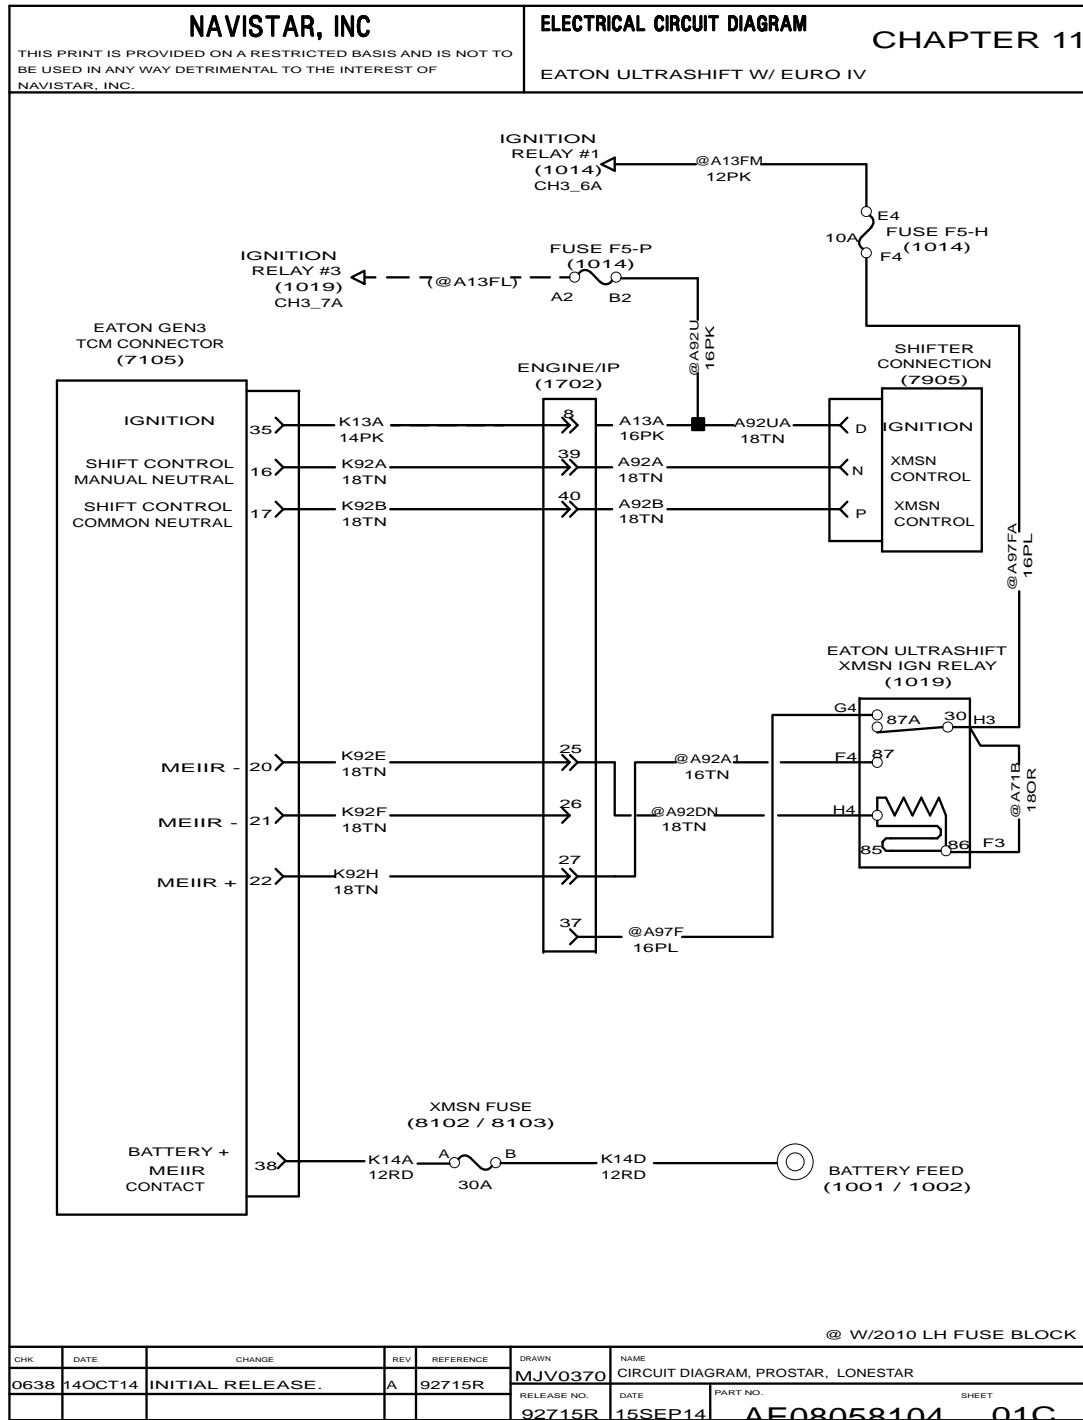 NAVISTAR, INC
THIS PRINT IS PROVIDED ON A RESTRICTED BASIS AND IS NOT TO
BE USED IN ANY WAY DETRIMENTAL TO THE INTEREST OF
NAVISTAR, INC.
ELECTRICAL CIRCUIT DIAGRAM
CHAPTER 11
EATON ULTRASHIFT W/ EURO IV
IGNITION
RELAY #1
(1014)
CH3_6A
@A13FM
12PK
E4
10A
FUSE F5-H
(1014)
F4
IGNITION
RELAY #3
(1019)
CH3_7A
(@A13FL)
FUSE F5-P
(1014)
A2
B2
@A92U
16PK
EATON GEN3
TCM CONNECTOR
(7105)
ENGINE/IP
(1702)
SHIFTER
CONNECTION
(7905)
IGNITION
35
K13A
14PK
8
A13A
16PK
A92UA
18TN
D
IGNITION
SHIFT CONTROL
MANUAL NEUTRAL
16
K92A
18TN
39
A92A
18TN
N
XMSN
CONTROL
SHIFT CONTROL
COMMON NEUTRAL
17
K92B
18TN
40
A92B
18TN
P
XMSN
CONTROL
@A97FA
16PL
EATON ULTRASHIFT
XMSN IGN RELAY
(1019)
G4
87A
30
H3
MEIIR -
20
K92E
18TN
25
@A92A1
16TN
F4
87
MEIIR -
21
K92F
18TN
26
@A92DN
18TN
H4
@A71B
18OR
85
86
F3
MEIIR +
22
K92H
18TN
27
37
@A97F
16PL
XMSN FUSE
(8102 / 8103)
BATTERY +
MEIIR
CONTACT
38
K14A
12RD
A
B
30A
K14D
12RD
BATTERY FEED
(1001 / 1002)
@ W/2010 LH FUSE BLOCK
CHK
DATE
CHANGE
REV
REFERENCE
DRAWN
NAME
0638
14OCT14
INITIAL RELEASE.
A
92715R
MJV0370
CIRCUIT DIAGRAM, PROSTAR, LONESTAR
RELEASE NO.
DATE
PART NO.
SHEET
92715R
15SEP14
AE08058104
01C